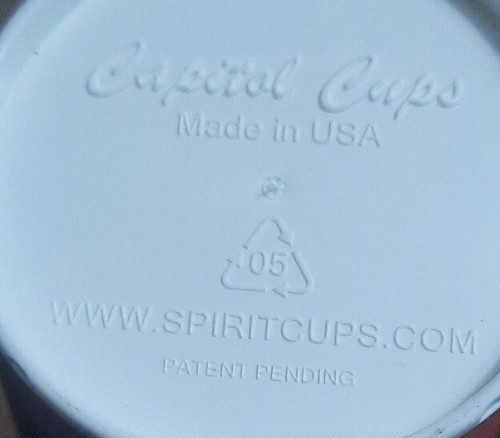 Capitol Cups
Made in USA
05
WWW.SPIRITCUPS.COM
PATENT PENDING